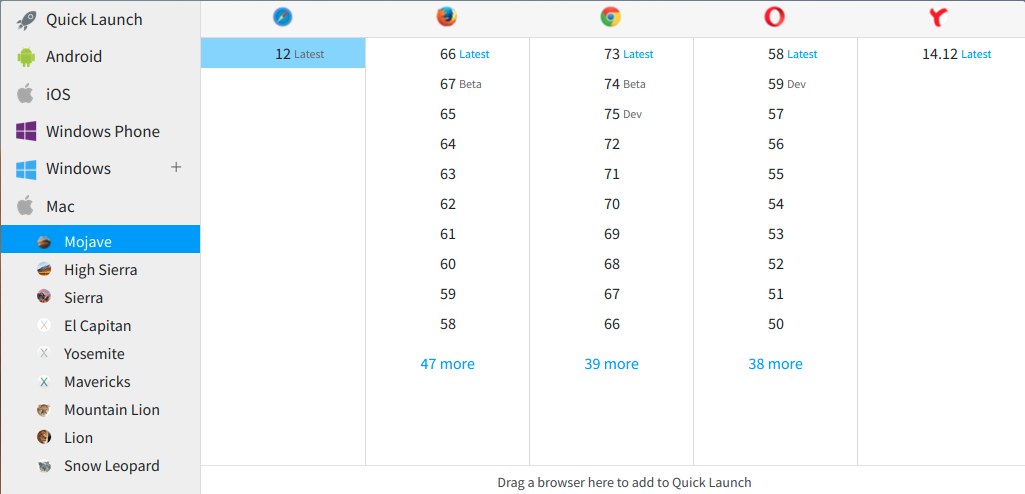 Quick Launch
Android
iOS
Windows Phone
Windows +
Mac
Mojave
High Sierra
Sierra
El Capitan
Yosemite
Mavericks
Mountain Lion
Lion
Snow Leopard
12 Latest
66 Latest
67 Beta
65
64
63
62
61
60
59
58
47 more
73 Latest
74 Beta
75 Dev
72
71
70
69
68
67
66
39 more
58 Latest
59 Dev
57
56
55
54
53
52
51
50
38 more
14.12 Latest
Drag a browser here to add to Quick Launch